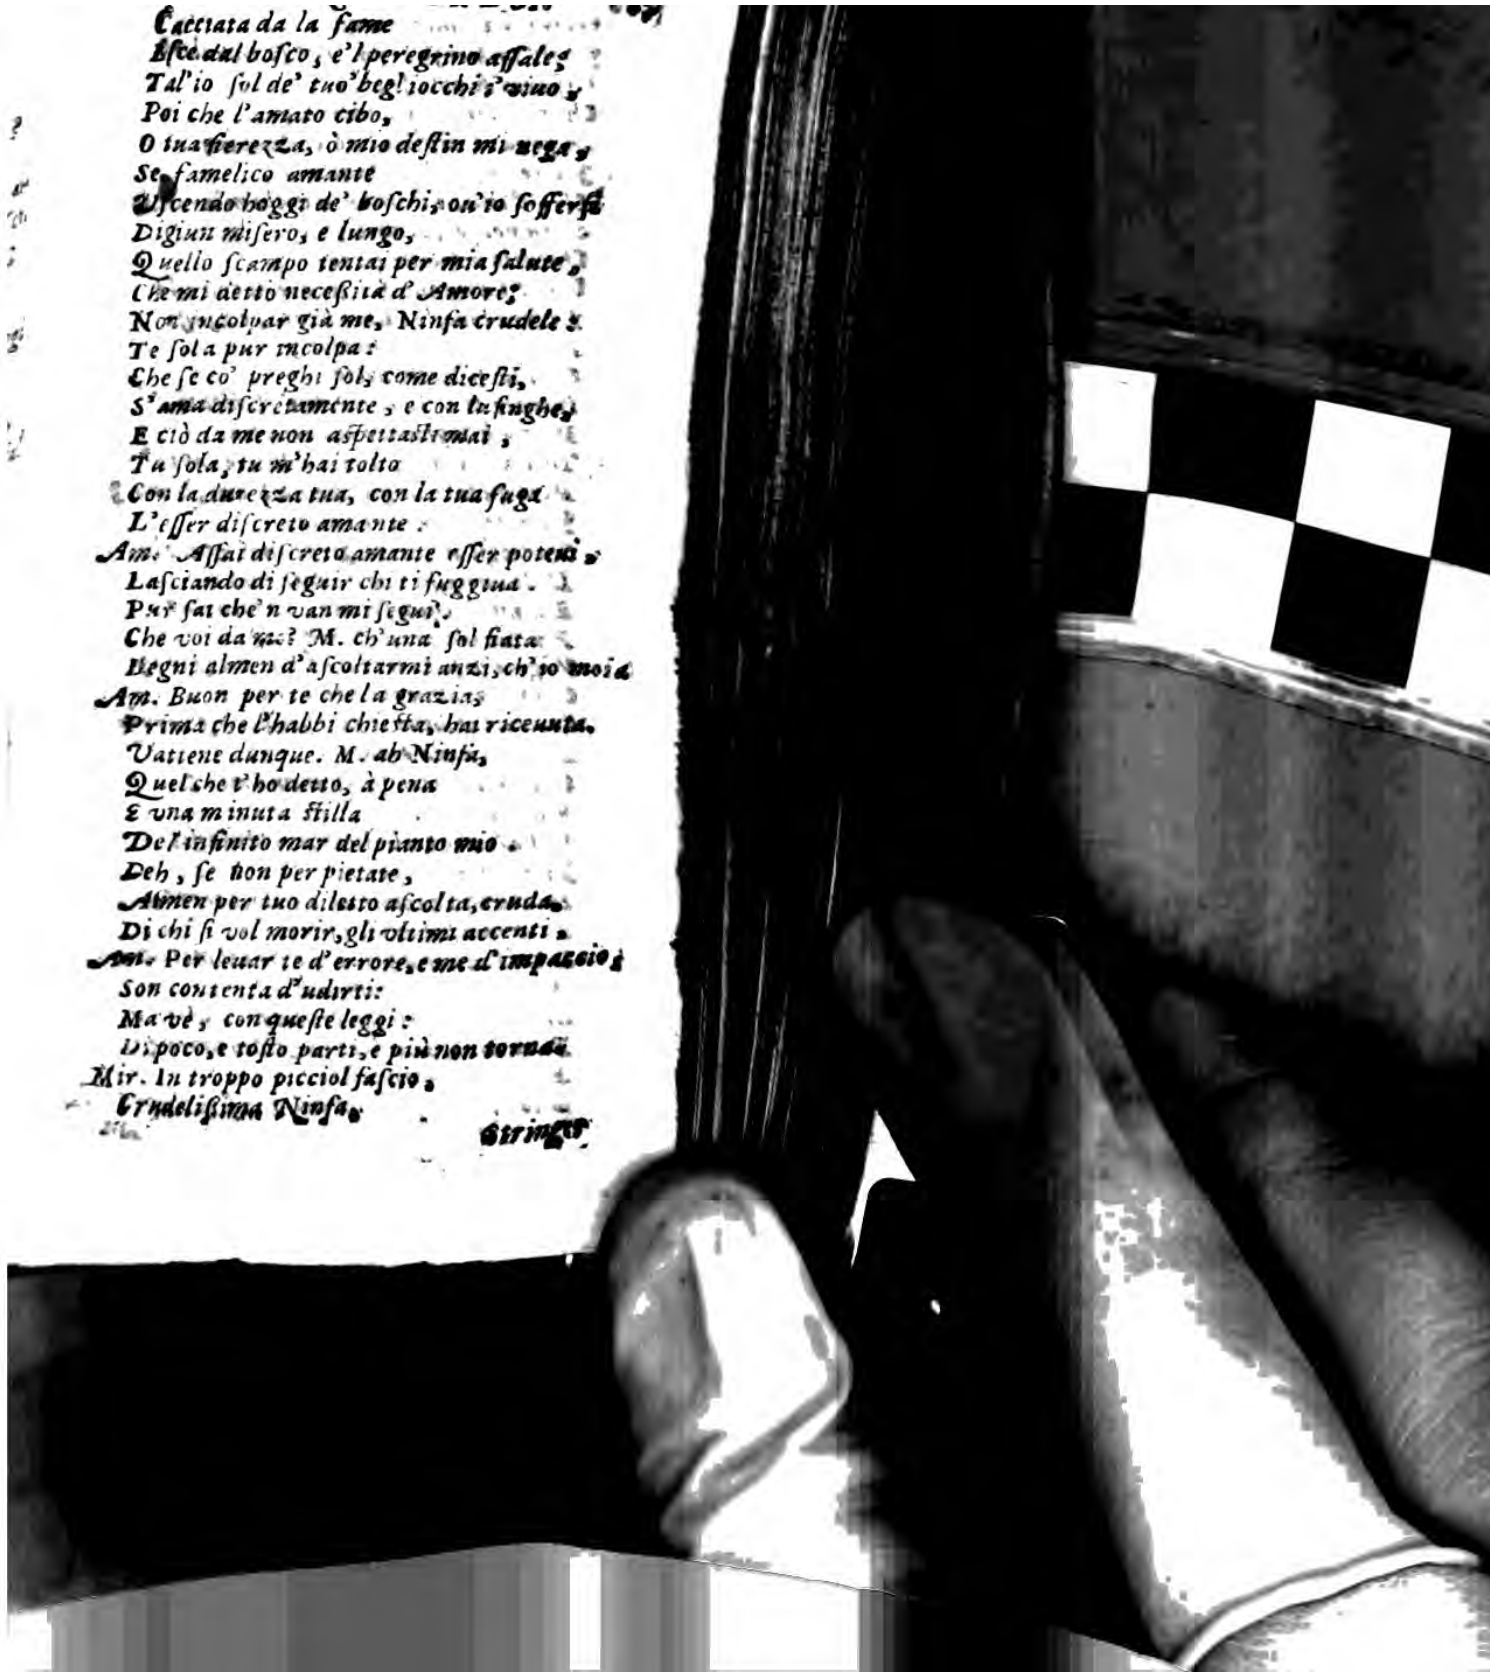 Cacciata da la fame
Esce dal bosco, e'l peregrino assale;
Tal'io sol de' tuo' begl'iocchi i' viuo,
Poi che l'amato cibo,
O tua fierezza, ò mio destin mi nega,
Se famelico amante
Uscendo hoggi de' boschi, ou'io soffersi
Digiun misero, e lungo,
Quello scampo tentai per mia salute,
Che mi dettò necessità d'Amore;
Non incolpar già me, Ninfa crudele:
Te sola pur incolpa:
Che se co' preghi sol, come dicesti,
S'ama discretamente, e con lusinghe,
E ciò da me non aspettasti mai,
Tu sola, tu m'hai tolto
Con la durezza tua, con la tua fuga
L'esser discreto amante.
Am. Assai discreto amante esser poteui,
Lasciando di seguir chi ti fuggiua.
Pur sai che'n van mi segui.
Che voi da me? M. ch'una sol fiata
Degni almen d'ascoltarmi anzi, ch'io moia
Am. Buon per te che la grazia,
Prima che l'habbi chiesta, hai riceuuta.
Vattene dunque. M. ah Ninfa,
Quel che t'ho detto, à pena
E vna minuta stilla
De l'infinito mar del pianto mio.
Deh, se non per pietate,
Almen per tuo diletto ascolta, cruda,
Di chi si vol morir, gli vltimi accenti.
Am. Per leuar te d'errore, e me d'impaccio,
Son contenta d'udirti:
Ma vè, con queste leggi:
Di poco, e tosto parti, e più non torna.
Mir. In troppo picciol fascio,
Crudelissima Ninfa,
Stringer